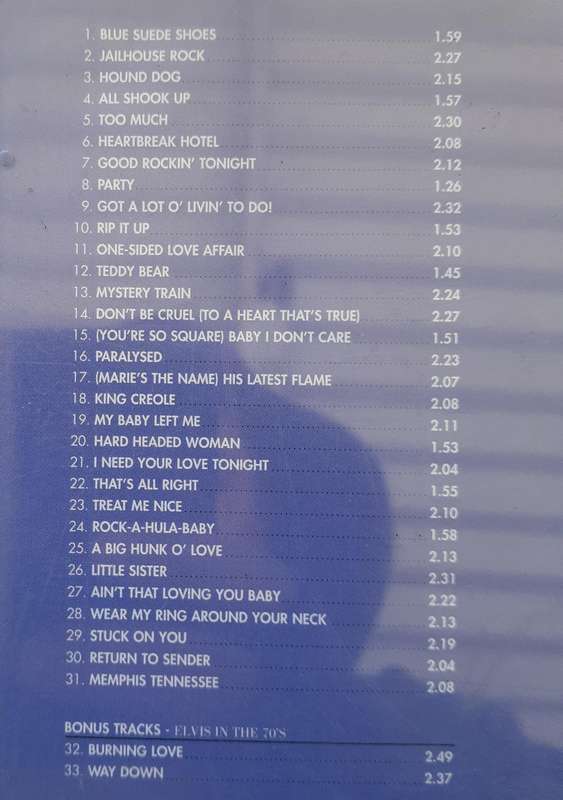 1. BLUE SUEDE SHOES 1.59
2. JAILHOUSE ROCK 2.27
3. HOUND DOG 2.15
4. ALL SHOOK UP 1.57
5. TOO MUCH 2.30
6. HEARTBREAK HOTEL 2.08
7. GOOD ROCKIN' TONIGHT 2.12
8. PARTY 1.26
9. GOT A LOT O' LIVIN' TO DO! 2.32
10. RIP IT UP 1.53
11. ONE-SIDED LOVE AFFAIR 2.10
12. TEDDY BEAR 1.45
13. MYSTERY TRAIN 2.24
14. DON'T BE CRUEL (TO A HEART THAT'S TRUE) 2.27
15. (YOU'RE SO SQUARE) BABY I DON'T CARE 1.51
16. PARALYSED 2.23
17. (MARIE'S THE NAME) HIS LATEST FLAME 2.07
18. KING CREOLE 2.08
19. MY BABY LEFT ME 2.11
20. HARD HEADED WOMAN 1.53
21. I NEED YOUR LOVE TONIGHT 2.04
22. THAT'S ALL RIGHT 1.55
23. TREAT ME NICE 2.10
24. ROCK-A-HULA-BABY 1.58
25. A BIG HUNK O' LOVE 2.13
26. LITTLE SISTER 2.31
27. AIN'T THAT LOVING YOU BABY 2.22
28. WEAR MY RING AROUND YOUR NECK 2.13
29. STUCK ON YOU 2.19
30. RETURN TO SENDER 2.04
31. MEMPHIS TENNESSEE 2.08
BONUS TRACKS - ELVIS IN THE 70'S
32. BURNING LOVE 2.49
33. WAY DOWN 2.37